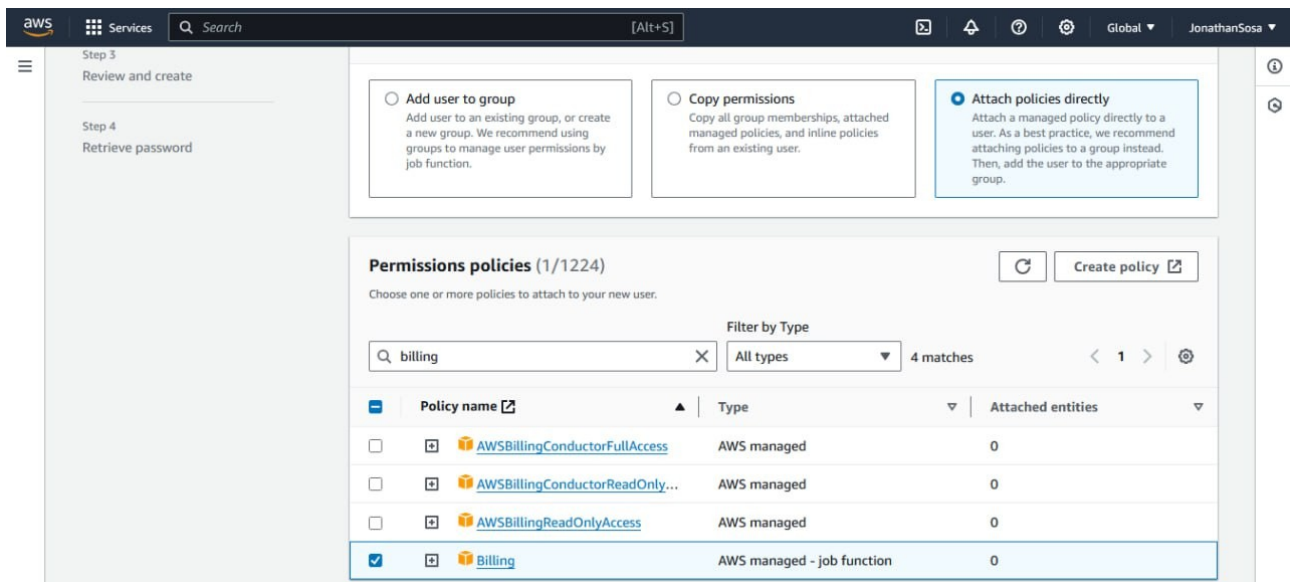 aws Services Search [Alt+S] Global ▼ JonathanSosa ▼
Step 3
Review and create
Step 4
Retrieve password
Add user to group
Add user to an existing group, or create
a new group. We recommend using
groups to manage user permissions by
job function.
Copy permissions
Copy all group memberships, attached
managed policies, and inline policies
from an existing user.
Attach policies directly
Attach a managed policy directly to a
user. As a best practice, we recommend
attaching policies to a group instead.
Then, add the user to the appropriate
group.
Permissions policies (1/1224)
Create policy
Choose one or more policies to attach to your new user.
Filter by Type
billing All types 4 matches 1
Policy name Type Attached entities
AWSBillingConductorFullAccess AWS managed 0
AWSBillingConductorReadOnly... AWS managed 0
AWSBillingReadOnlyAccess AWS managed 0
Billing AWS managed - job function 0